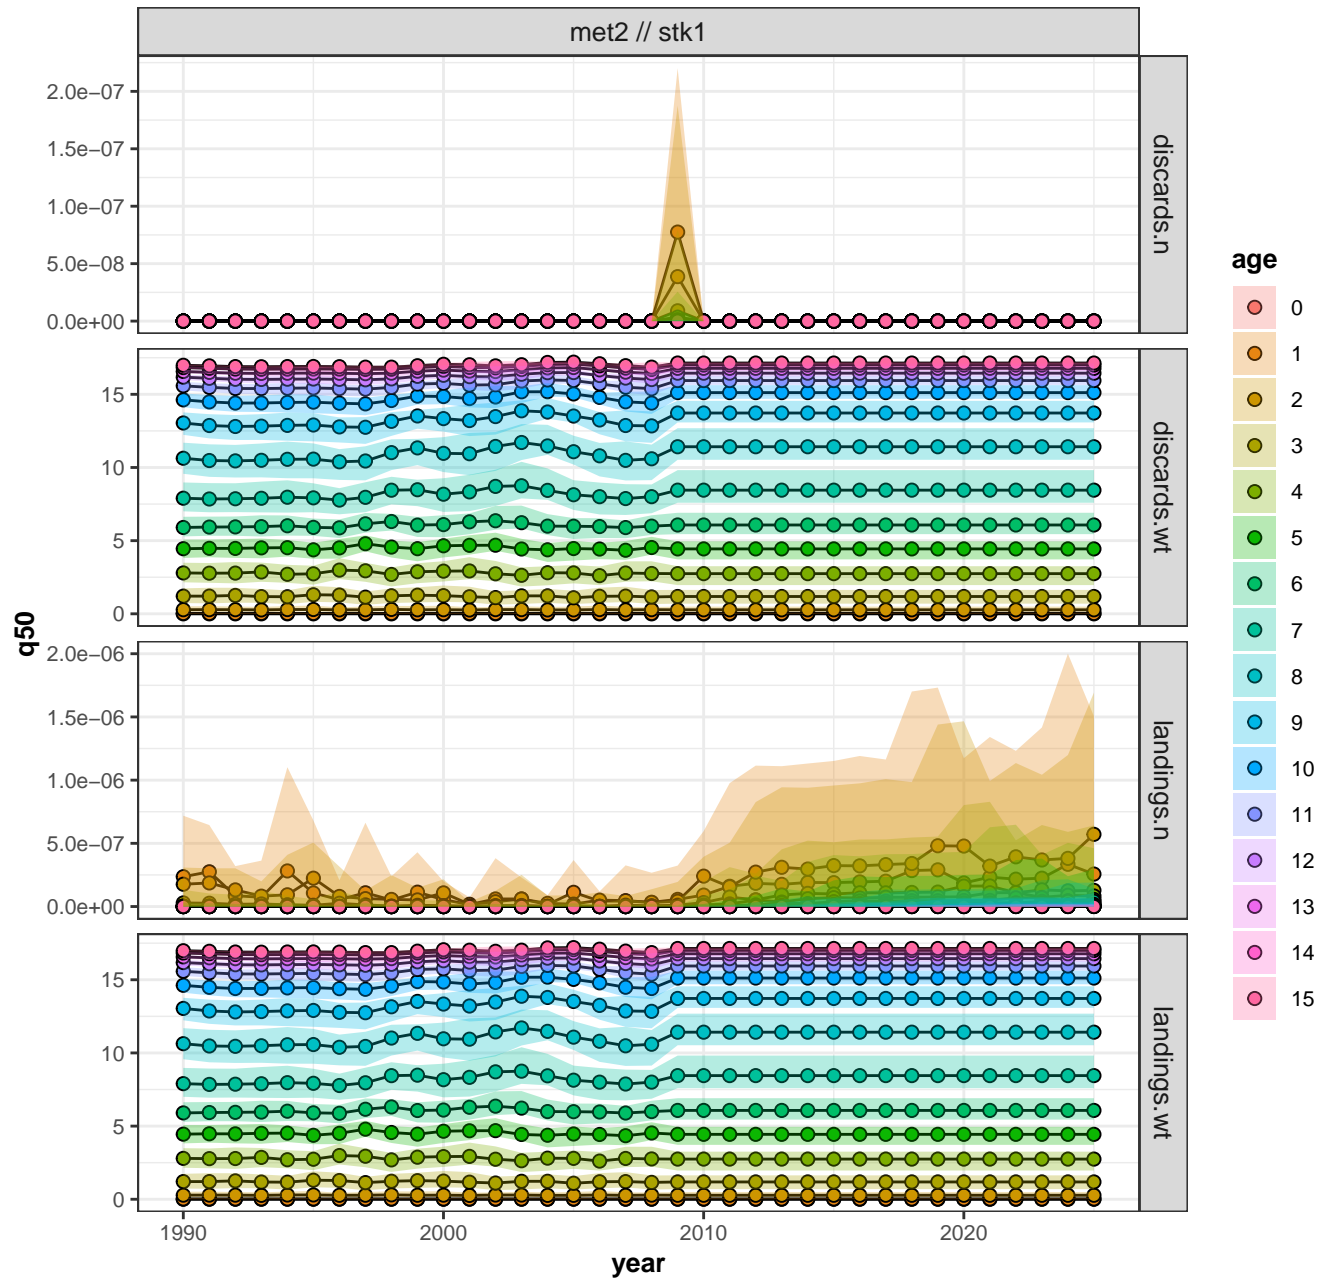 met2 // stk1
2.0e-07
1.5e-07
1.0e-07
5.0e-08
0.0e+00
discards.n
15
10
5
0
discards.wt
2.0e-06
1.5e-06
1.0e-06
5.0e-07
0.0e+00
landings.n
15
10
5
0
landings.wt
q50
1990
2000
2010
2020
year
age
0
1
2
3
4
5
6
7
8
9
10
11
12
13
14
15